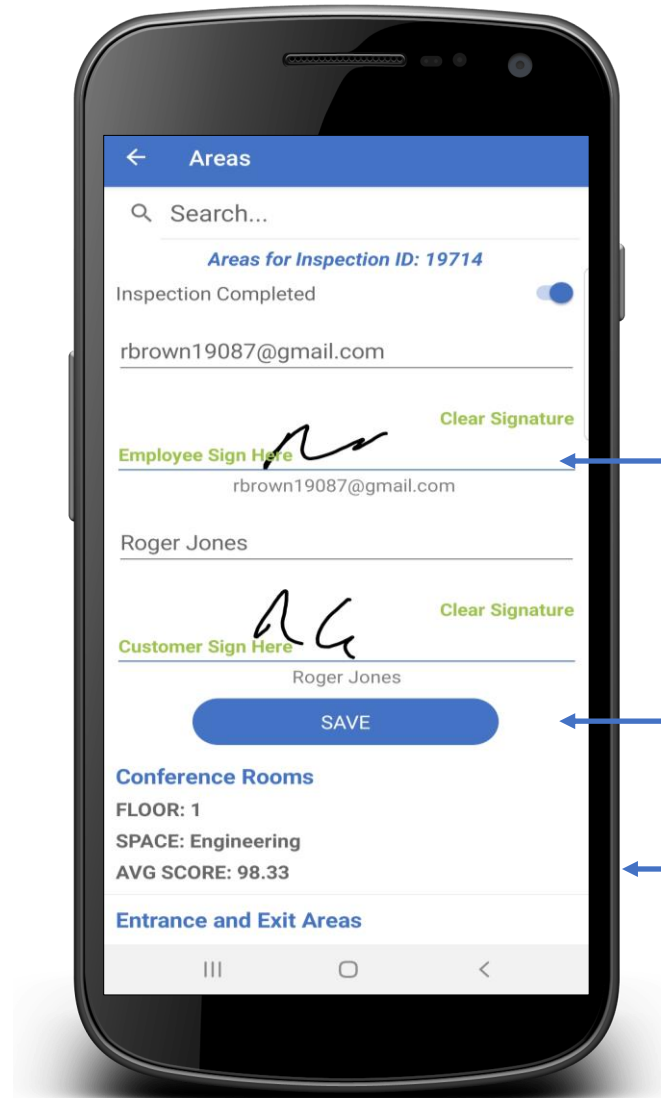 Areas
Search...
Areas for Inspection ID: 19714
Inspection Completed
rbrown19087@gmail.com
Clear Signature
Employee Sign Here
rbrown19087@gmail.com
Roger Jones
Clear Signature
Customer Sign Here
Roger Jones
SAVE
Conference Rooms
FLOOR: 1
SPACE: Engineering
AVG SCORE: 98.33
Entrance and Exit Areas